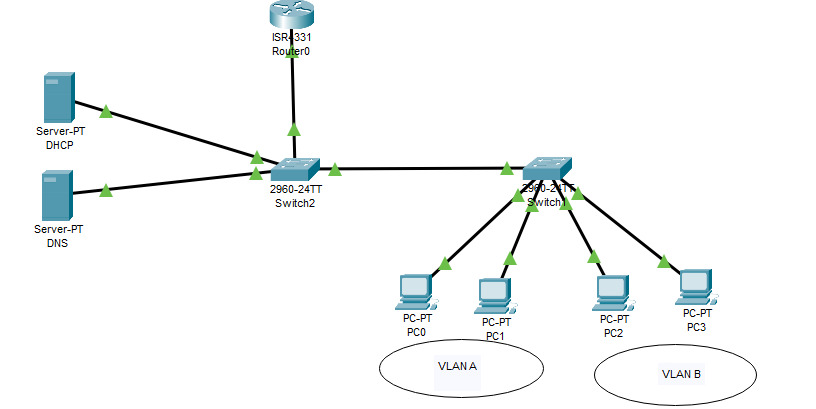 ISR4331
Router0
Server-PT
DHCP
2960-24TT
Switch2
2960-24TT
Switch1
Server-PT
DNS
PC-PT
PC0
PC-PT
PC1
PC-PT
PC2
PC-PT
PC3
VLAN A
VLAN B